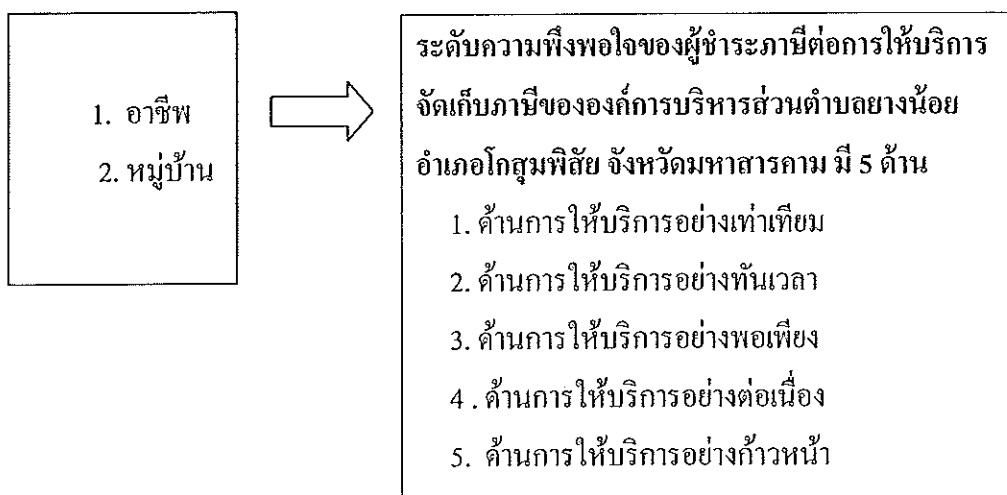 1. อาชีพ
2. หมู่บ้าน
ระดับความพึงพอใจของผู้ชำระภาษีต่อการให้บริการ
จัดเก็บภาษีขององค์การบริหารส่วนตำบลยางน้อย
อำเภอโกสุมพิสัย จังหวัดมหาสารคาม มี 5 ด้าน
1. ด้านการให้บริการอย่างเท่าเทียม
2. ด้านการให้บริการอย่างทันเวลา
3. ด้านการให้บริการอย่างพอเพียง
4 . ด้านการให้บริการอย่างต่อเนื่อง
5. ด้านการให้บริการอย่างก้าวหน้า